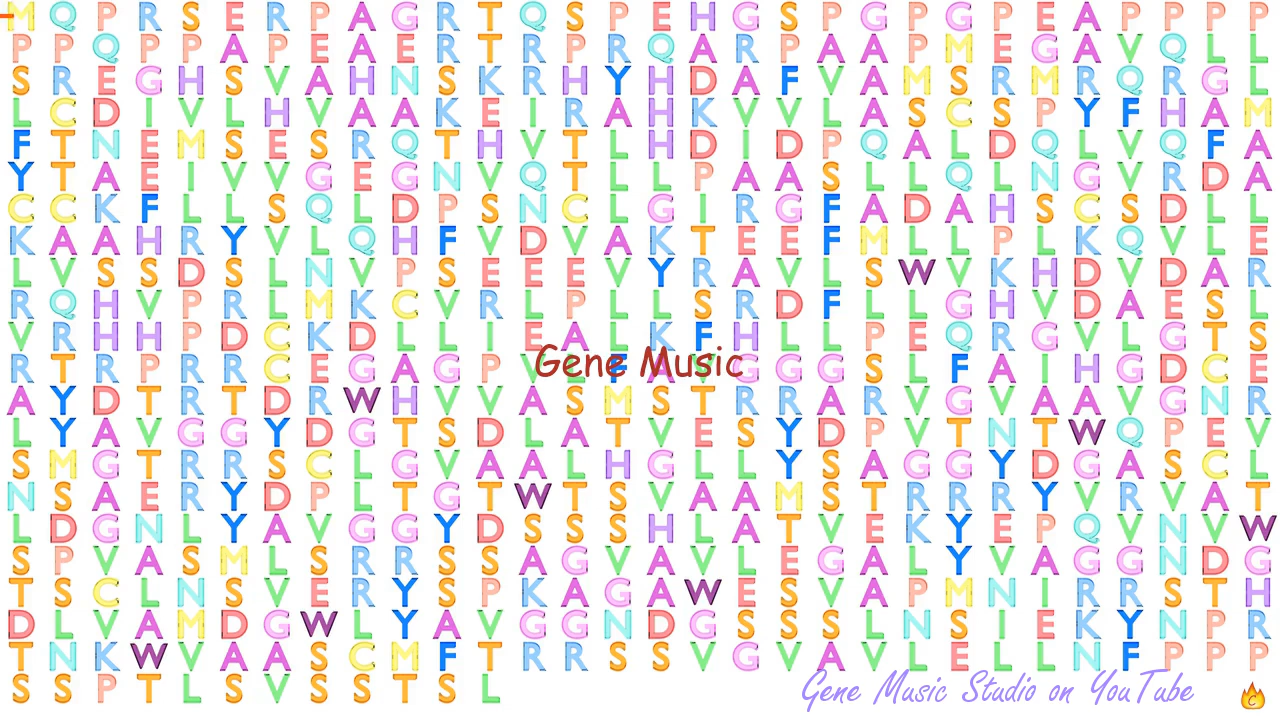 M Q P R S E R P A G R T Q S P E H G S P G P G P E A P P P P
P P Q P P A P E A E R T R P R Q A R P A A P M E G A V Q L L
S R E G H S V A H N S K R H Y H D A F V A M S R M R Q R G L
L C D I V L H V A A K E I R A H K V V L A S C S P Y F H A M
F T N E M S E S R Q T H V T L H D I D P Q A L D Q L V Q F A
Y T A E I V V G E G N V Q T L L P A A S L L Q L N G V R D A
C C K F L L S Q L D P S N C L G I R G F A D A H S C S D L L
K A A H R Y V L Q H F V D V A K T E E F M L L P L K Q V L E
L V S S D S L N V P S E E E V Y R A V L S W V K H D V D A R
R Q H V P R L M K C V R L P L L S R D F L L G H V D A E S L
V R H H P D C K D L L I E A L K F H L L P E Q R G V L G T S
R T R P R R C E G A G P V L F A V G G G S L F A I H G D C E
Gene Music
A Y D T R T D R W H V V A S M S T R R A R V G V A A V G N R
L Y A V G G Y D G T S D L A T V E S Y D P V T N T W Q P E V
S M G T R R S C L G V A A L H G L L Y S A G G Y D G A S C L
N S A E R Y D P L T G T W T S V A A M S T R R R Y V R V A T
L D G N L Y A V G G Y D S S S H L A T V E K Y E P Q V N V W
S P V A S M L S R R S S A G V A V L E G A L Y V A G G N D G
T S C L N S V E R Y S P K A G A W E S V A P M N I R R S T H
D L V A M D G W L Y A V G G N D G S S S L N S I E K Y N P R
T N K W V A A S C M F T R R S S V G V A V L E L L N F P P P
S S P T L S V S S T S L
Gene Music Studio on YouTube